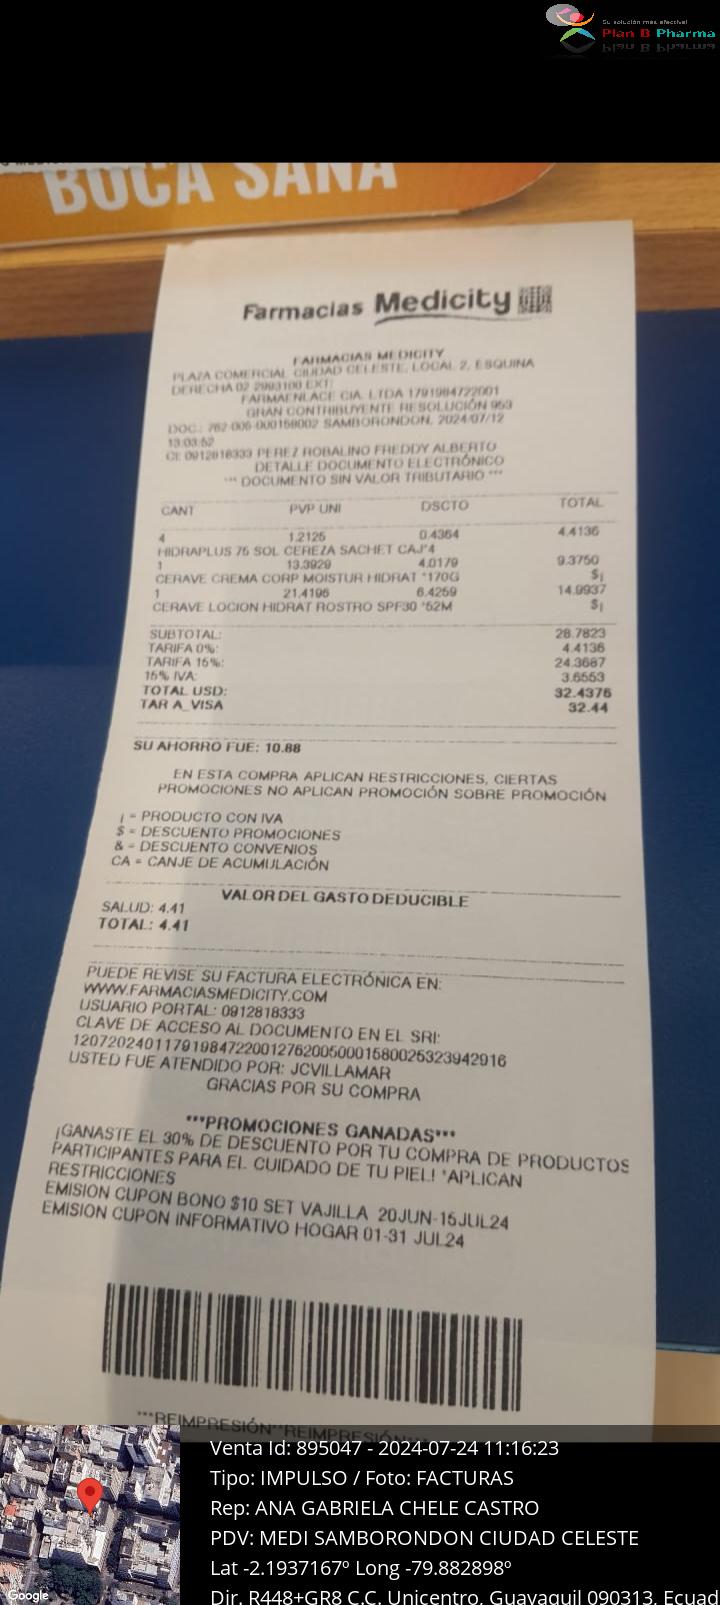 Su solución más efectiva!
Plan B Pharma
BOCA SANA
Farmacias Medicity
FARMACIAS MEDICITY
PLAZA COMERCIAL CIUDAD CELESTE, LOCAL 2, ESQUINA
DERECHA 02 2993100 EXT:
FARMAENLACE CIA. LTDA 1791984722001
GRAN CONTRIBUYENTE RESOLUCIÓN 953
DOC.: 762-006-000158002 SAMBORONDON, 2024/07/12
13:03:52
CI: 0912818333 PEREZ ROBALINO FREDDY ALBERTO
DETALLE DOCUMENTO ELECTRÓNICO
*** DOCUMENTO SIN VALOR TRIBUTARIO ***
CANT PVP UNI DSCTO TOTAL
4 1.2125 0.4364 4.4136
HIDRAPLUS 75 SOL CEREZA SACHET CAJ*4
1 13.3929 4.0179 9.3750
CERAVE CREMA CORP MOISTUR HIDRAT *170G $¡
1 21.4196 6.4259 14.9937
CERAVE LOCION HIDRAT ROSTRO SPF30 *52M $¡
SUBTOTAL: 28.7823
TARIFA 0%: 4.4136
TARIFA 15%: 24.3687
15% IVA: 3.6553
TOTAL USD: 32.4376
TAR A_VISA 32.44
SU AHORRO FUE: 10.88
EN ESTA COMPRA APLICAN RESTRICCIONES, CIERTAS
PROMOCIONES NO APLICAN PROMOCIÓN SOBRE PROMOCIÓN
¡ = PRODUCTO CON IVA
$ = DESCUENTO PROMOCIONES
& = DESCUENTO CONVENIOS
CA = CANJE DE ACUMULACIÓN
VALOR DEL GASTO DEDUCIBLE
SALUD: 4.41
TOTAL: 4.41
PUEDE REVISE SU FACTURA ELECTRÓNICA EN:
WWW.FARMACIASMEDICITY.COM
USUARIO PORTAL: 0912818333
CLAVE DE ACCESO AL DOCUMENTO EN EL SRI:
1207202401179198472200127620050001580025323942916
USTED FUE ATENDIDO POR: JCVILLAMAR
GRACIAS POR SU COMPRA
***PROMOCIONES GANADAS***
¡GANASTE EL 30% DE DESCUENTO POR TU COMPRA DE PRODUCTOS
PARTICIPANTES PARA EL CUIDADO DE TU PIEL! *APLICAN
RESTRICCIONES
EMISION CUPON BONO $10 SET VAJILLA 20JUN-15JUL24
EMISION CUPON INFORMATIVO HOGAR 01-31 JUL24
***REIMPRESIÓN**REIMPRESIÓN***
Venta Id: 895047 - 2024-07-24 11:16:23
Tipo: IMPULSO / Foto: FACTURAS
Rep: ANA GABRIELA CHELE CASTRO
PDV: MEDI SAMBORONDON CIUDAD CELESTE
Lat -2.1937167º Long -79.882898º
Dir. R448+GR8 C.C. Unicentro, Guayaquil 090313, Ecuad
Google